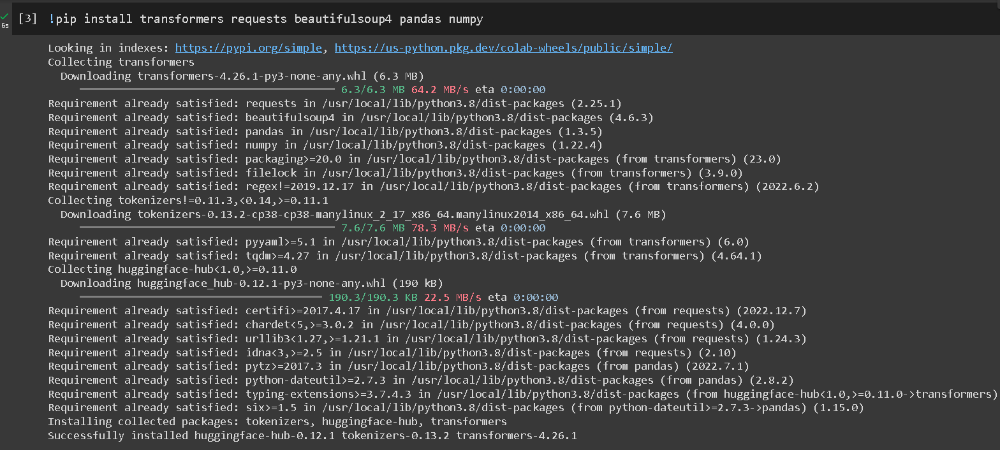 [3] !pip install transformers requests beautifulsoup4 pandas numpy
6s
Looking in indexes: https://pypi.org/simple, https://us-python.pkg.dev/colab-wheels/public/simple/
Collecting transformers
Downloading transformers-4.26.1-py3-none-any.whl (6.3 MB)
6.3/6.3 MB 64.2 MB/s eta 0:00:00
Requirement already satisfied: requests in /usr/local/lib/python3.8/dist-packages (2.25.1)
Requirement already satisfied: beautifulsoup4 in /usr/local/lib/python3.8/dist-packages (4.6.3)
Requirement already satisfied: pandas in /usr/local/lib/python3.8/dist-packages (1.3.5)
Requirement already satisfied: numpy in /usr/local/lib/python3.8/dist-packages (1.22.4)
Requirement already satisfied: packaging>=20.0 in /usr/local/lib/python3.8/dist-packages (from transformers) (23.0)
Requirement already satisfied: filelock in /usr/local/lib/python3.8/dist-packages (from transformers) (3.9.0)
Requirement already satisfied: regex!=2019.12.17 in /usr/local/lib/python3.8/dist-packages (from transformers) (2022.6.2)
Collecting tokenizers!=0.11.3,<0.14,>=0.11.1
Downloading tokenizers-0.13.2-cp38-cp38-manylinux_2_17_x86_64.manylinux2014_x86_64.whl (7.6 MB)
7.6/7.6 MB 78.3 MB/s eta 0:00:00
Requirement already satisfied: pyyaml>=5.1 in /usr/local/lib/python3.8/dist-packages (from transformers) (6.0)
Requirement already satisfied: tqdm>=4.27 in /usr/local/lib/python3.8/dist-packages (from transformers) (4.64.1)
Collecting huggingface-hub<1.0,>=0.11.0
Downloading huggingface_hub-0.12.1-py3-none-any.whl (190 kB)
190.3/190.3 KB 22.5 MB/s eta 0:00:00
Requirement already satisfied: certifi>=2017.4.17 in /usr/local/lib/python3.8/dist-packages (from requests) (2022.12.7)
Requirement already satisfied: chardet<5,>=3.0.2 in /usr/local/lib/python3.8/dist-packages (from requests) (4.0.0)
Requirement already satisfied: urllib3<1.27,>=1.21.1 in /usr/local/lib/python3.8/dist-packages (from requests) (1.24.3)
Requirement already satisfied: idna<3,>=2.5 in /usr/local/lib/python3.8/dist-packages (from requests) (2.10)
Requirement already satisfied: pytz>=2017.3 in /usr/local/lib/python3.8/dist-packages (from pandas) (2022.7.1)
Requirement already satisfied: python-dateutil>=2.7.3 in /usr/local/lib/python3.8/dist-packages (from pandas) (2.8.2)
Requirement already satisfied: typing-extensions>=3.7.4.3 in /usr/local/lib/python3.8/dist-packages (from huggingface-hub<1.0,>=0.11.0->transformers)
Requirement already satisfied: six>=1.5 in /usr/local/lib/python3.8/dist-packages (from python-dateutil>=2.7.3->pandas) (1.15.0)
Installing collected packages: tokenizers, huggingface-hub, transformers
Successfully installed huggingface-hub-0.12.1 tokenizers-0.13.2 transformers-4.26.1